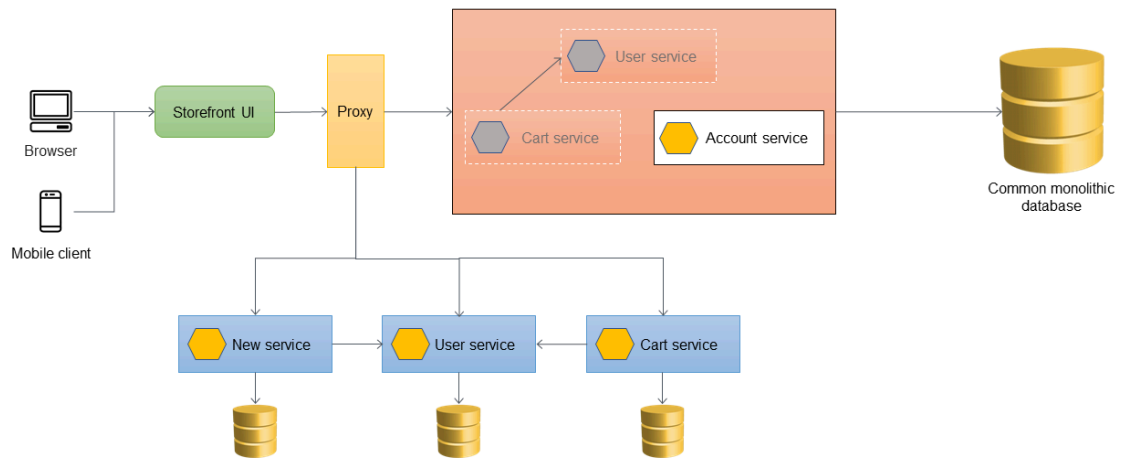 User service
Storefront UI
Proxy
Cart service
Account service
Browser
Common monolithic
database
Mobile client
New service
User service
Cart service